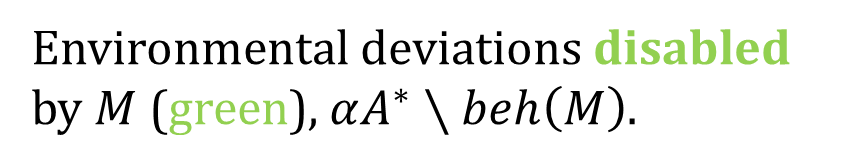 Environmental deviations disabled
by M (green), αA* \ beh(M).